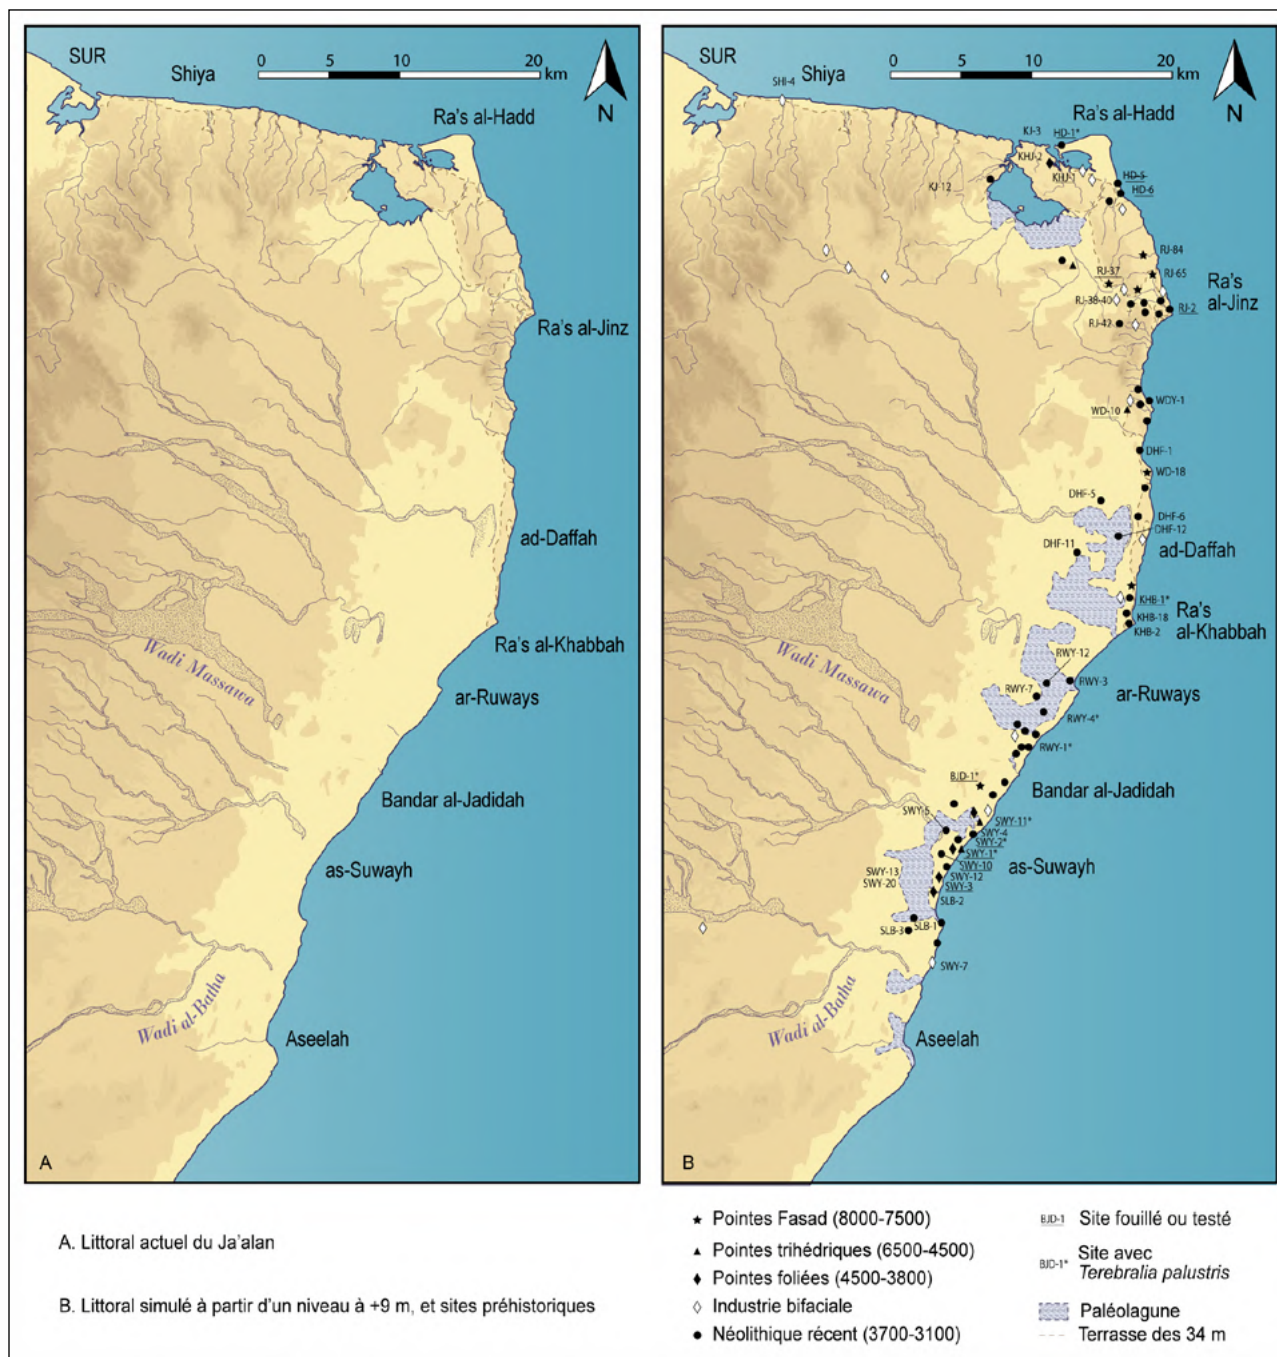 SUR
Shiya
0 5 10 20
km
N
Ra's al-Hadd
Ra's al-Jinz
ad-Daffah
Ra's al-Khabbah
ar-Ruways
Bandar al-Jadidah
as-Suwayh
Aseelah
Wadi Massawa
Wadi al-Batha
A
SUR
Shiya
0 5 10 20
km
N
SHI-4
Ra's al-Hadd
KJ-3
HD-1*
KHJ-2
KHJ-1
KJ-12
HD-5
HD-6
RJ-84
RJ-37
RJ-65
Ra's
al-Jinz
RJ-38-40
RJ-2
RJ-42
WD-10
WDY-1
DHF-1
WD-18
DHF-5
DHF-6
DHF-12
DHF-11
ad-Daffah
KHB-1*
KHB-18
KHB-2
Ra's
al-Khabbah
RWY-12
RWY-7
RWY-3
ar-Ruways
RWY-4*
RWY-1*
BJD-1*
Bandar al-Jadidah
SWY-5
SWY-11*
SWY-4
SWY-2*
SWY-1*
SWY-10
as-Suwayh
SWY-13
SWY-20
SWY-12
SWY-3
SLB-2
SLB-1
SLB-3
SWY-7
Aseelah
Wadi Massawa
Wadi al-Batha
B
A. Littoral actuel du Ja'alan
B. Littoral simulé à partir d'un niveau à +9 m, et sites préhistoriques
Pointes Fasad (8000-7500)
Pointes trihédriques (6500-4500)
Pointes foliées (4500-3800)
Industrie bifaciale
Néolithique récent (3700-3100)
BJD-1 Site fouillé ou testé
BJD-1* Site avec
Terebralia palustris
Paléolagune
Terrasse des 34 m